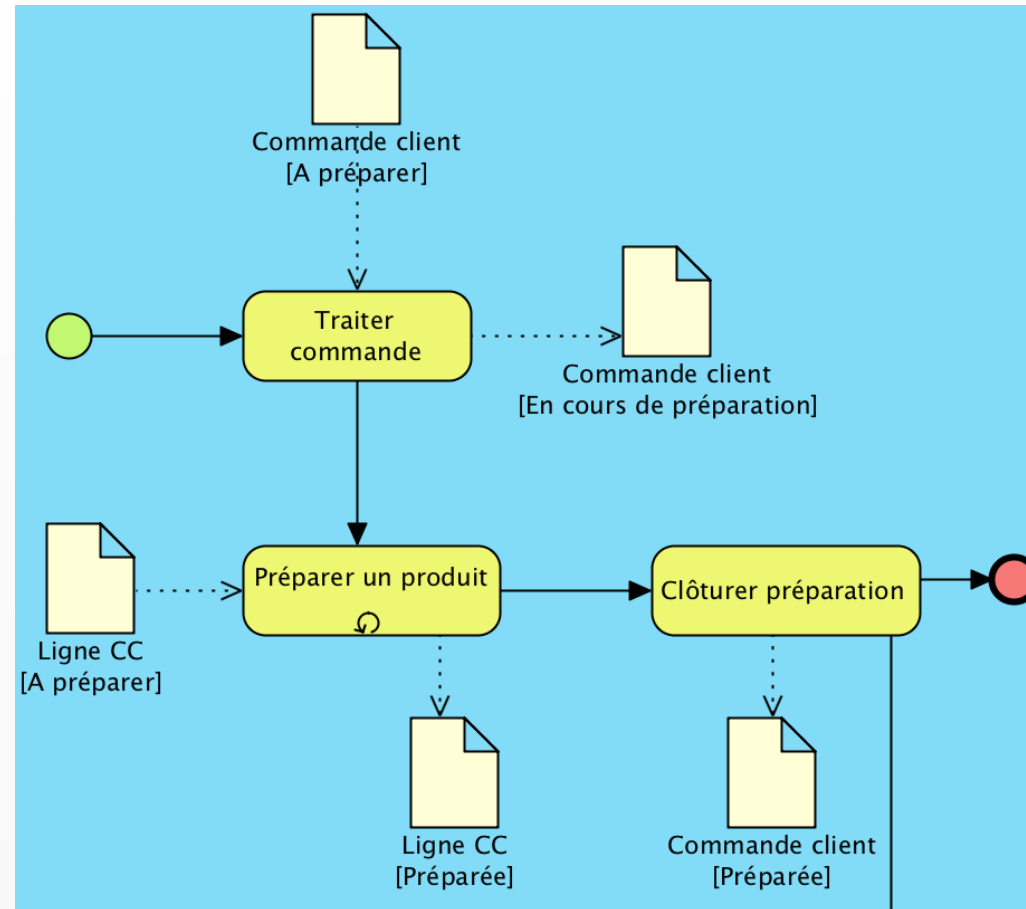 Commande client
[A préparer]
Traiter
commande
Commande client
[En cours de préparation]
Préparer un produit
Clôturer préparation
Ligne CC
[A préparer]
Ligne CC
[Préparée]
Commande client
[Préparée]